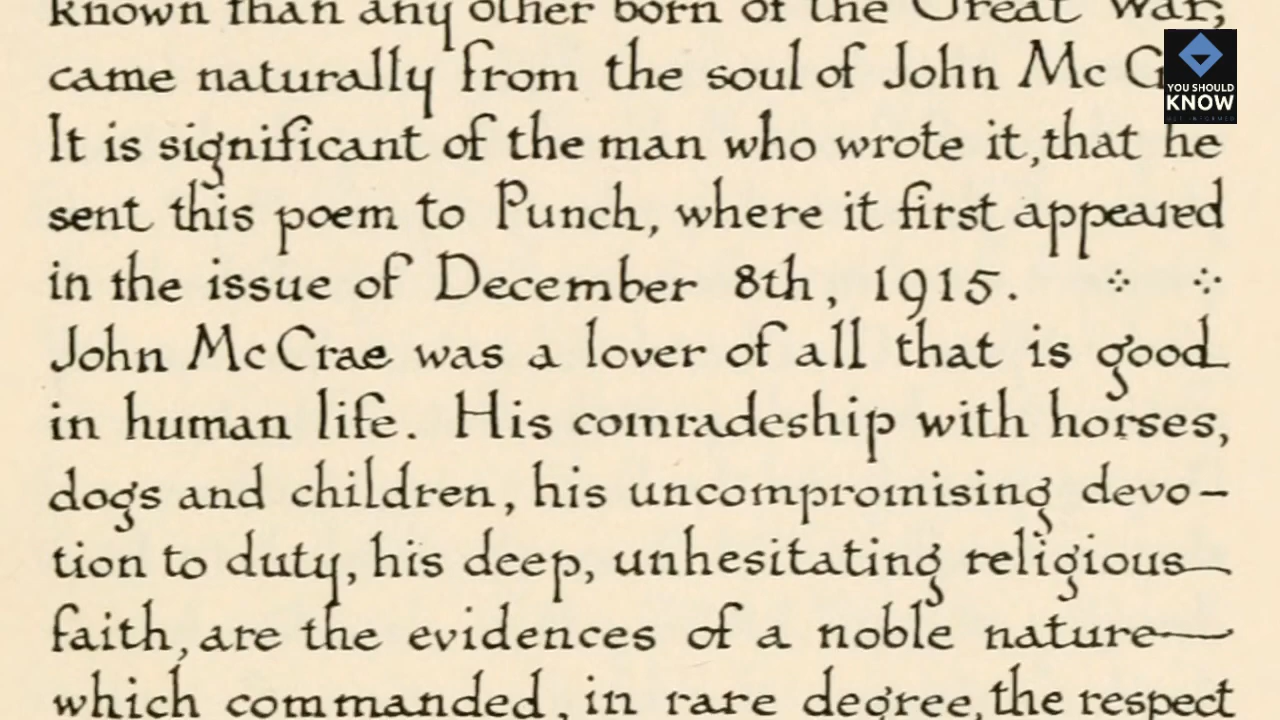 known than any other born of the Great War,
came naturally from the soul of John Mc
It is significant of the man who wrote it, that he
sent this poem to Punch, where it first appeared
in the issue of December 8th, 1915.
John McCrae was a lover of all that is good
in human life. His comradeship with horses,
dogs and children, his uncompromising devo-
tion to duty, his deep, unhesitating religious
faith, are the evidences of a noble nature
which commanded, in rare degree, the respect
YOU SHOULD
KNOW
GET INFORMED